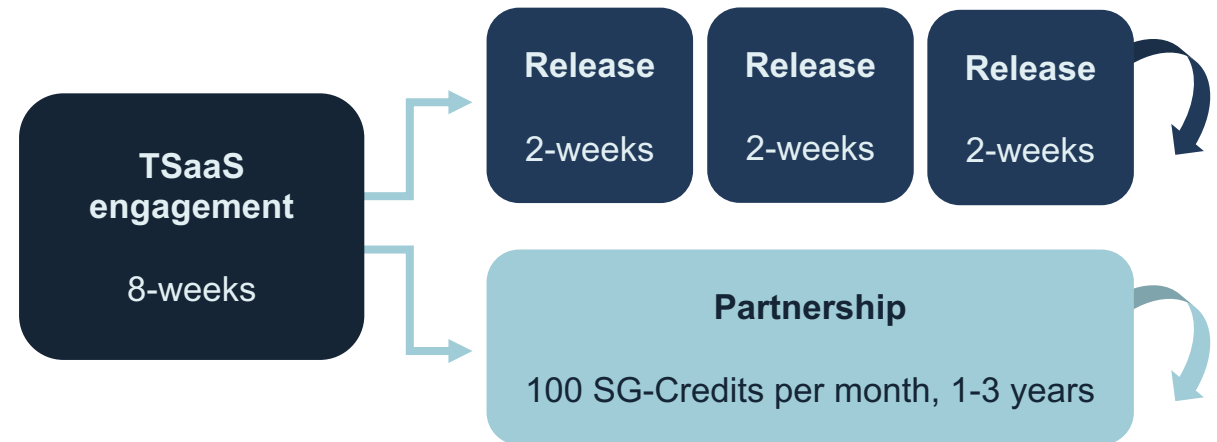 TSaaS
engagement
8-weeks
Release
2-weeks
Release
2-weeks
Release
2-weeks
Partnership
100 SG-Credits per month, 1-3 years